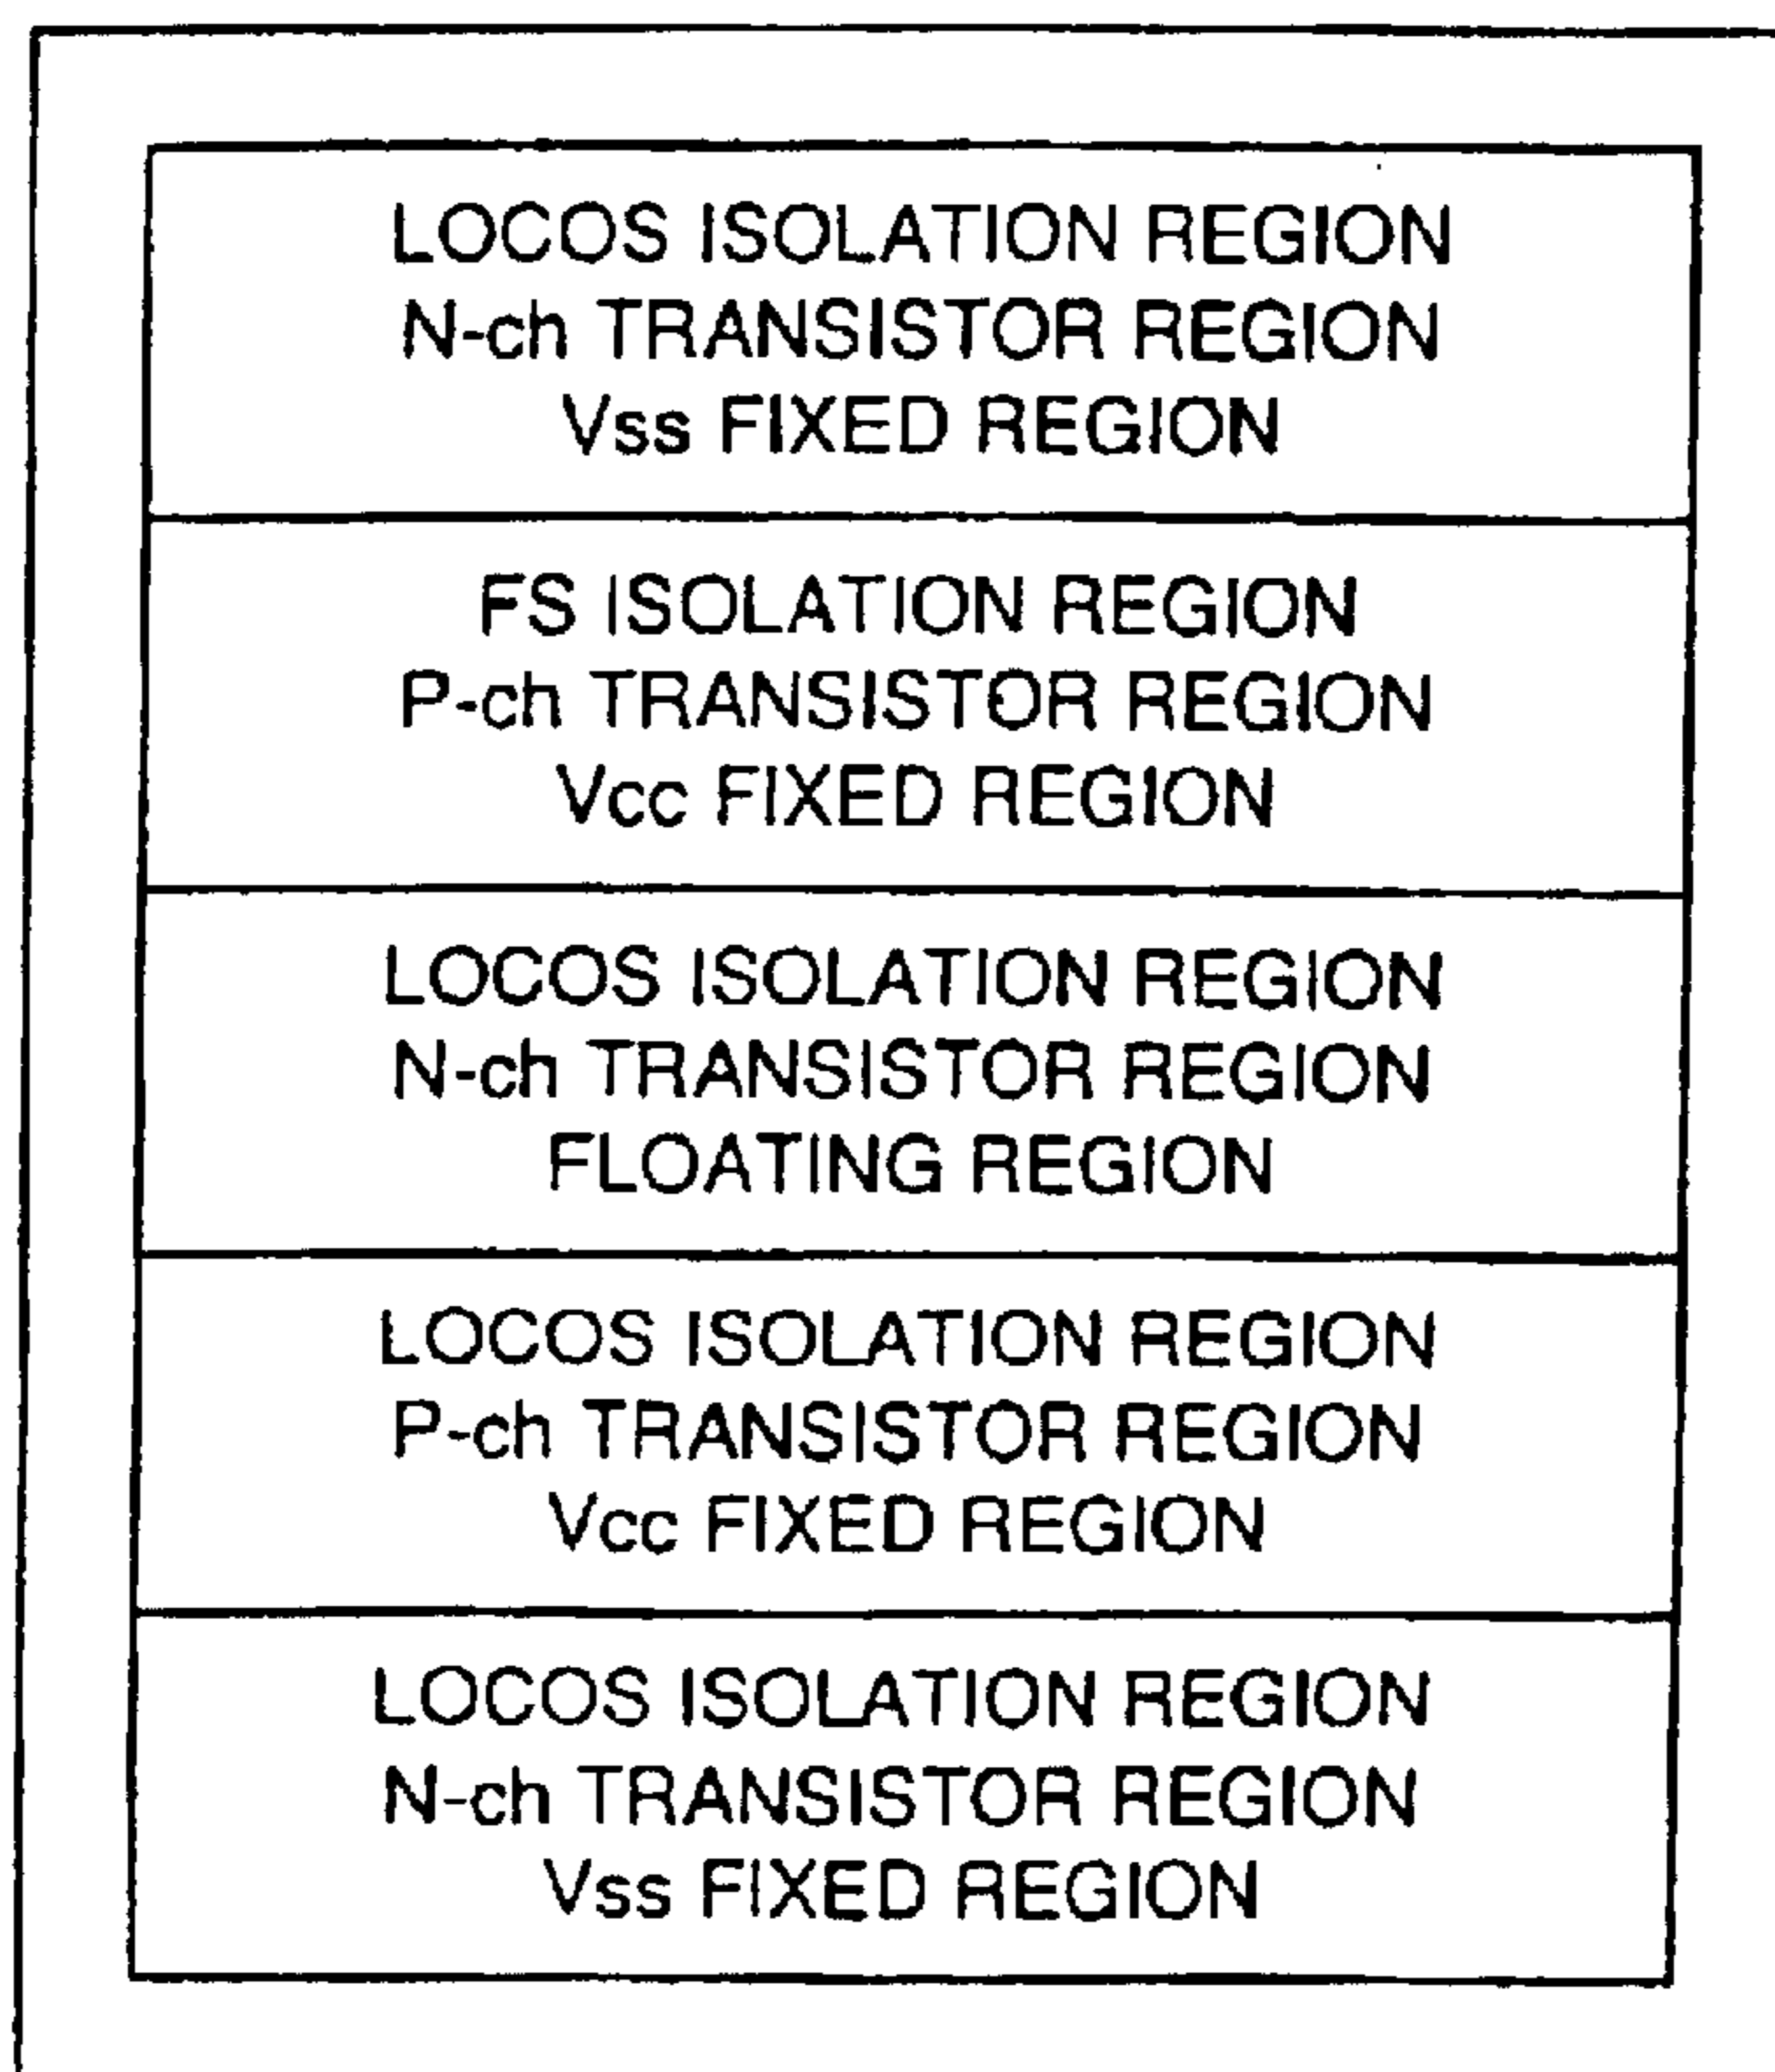 LOCOS ISOLATION REGION
N-ch TRANSISTOR REGION
Vss FIXED REGION
FS ISOLATION REGION
P-ch TRANSISTOR REGION
Vcc FIXED REGION
LOCOS ISOLATION REGION
N-ch TRANSISTOR REGION
FLOATING REGION
LOCOS ISOLATION REGION
P-ch TRANSISTOR REGION
Vcc FIXED REGION
LOCOS ISOLATION REGION
N-ch TRANSISTOR REGION
Vss FIXED REGION